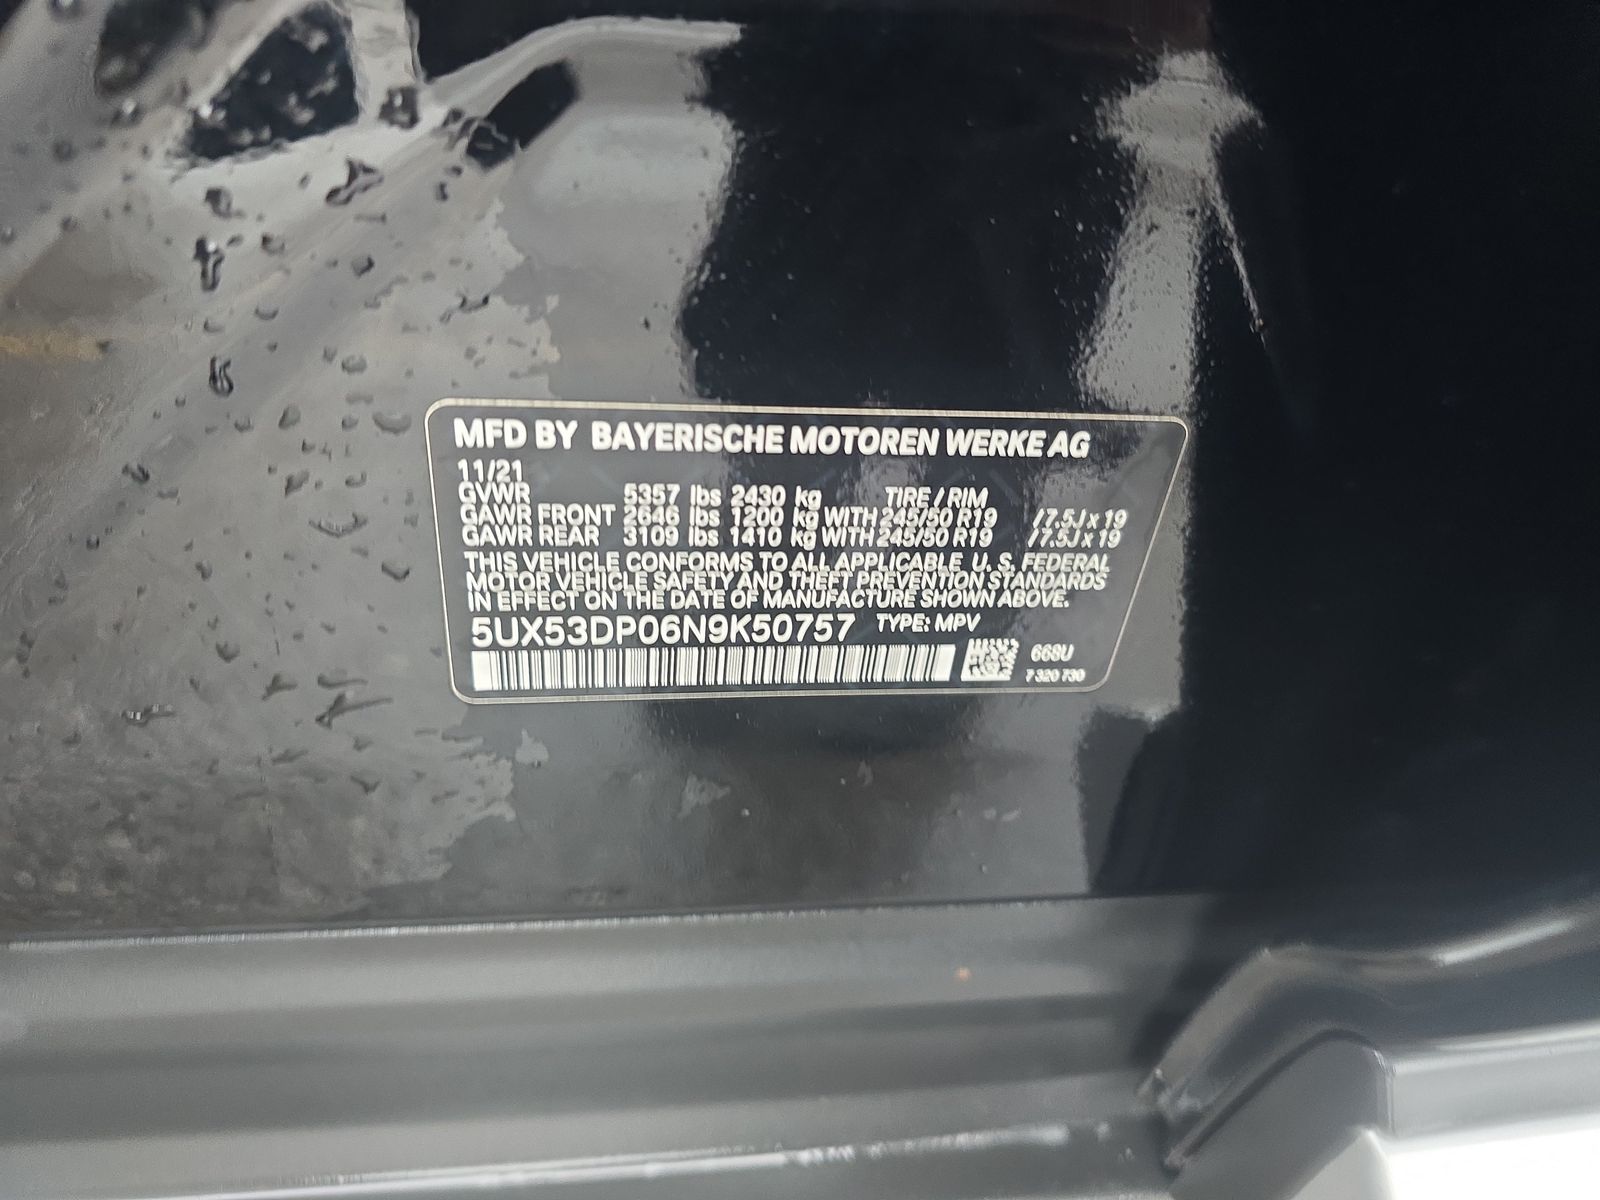 MFD BY BAYERISCHE MOTOREN WERKE AG
11/21
GVWR 5357 lbs 2430 kg TIRE / RIM
GAWR FRONT 2646 lbs 1200 kg WITH 245/50 R19 /7.5J x 19
GAWR REAR 3109 lbs 1410 kg WITH 245/50 R19 /7.5J x 19
THIS VEHICLE CONFORMS TO ALL APPLICABLE U. S. FEDERAL
MOTOR VEHICLE SAFETY AND THEFT PREVENTION STANDARDS
IN EFFECT ON THE DATE OF MANUFACTURE SHOWN ABOVE.
5UX53DP06N9K50757 TYPE: MPV
668U
7 320 730